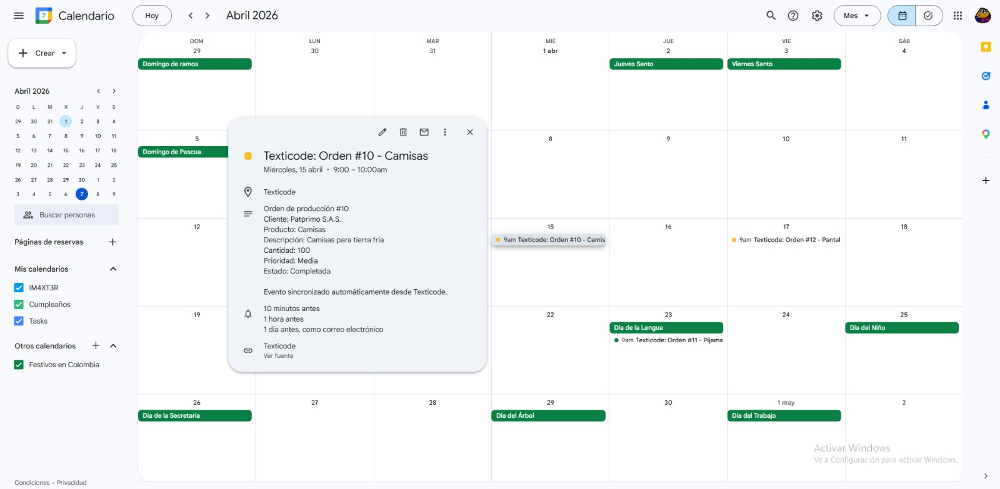 Calendario
Hoy
Abril 2026
Mes
Crear
Abril 2026
D L M X J V S
29 30 31 1 2 3 4
5 6 7 8 9 10 11
12 13 14 15 16 17 18
19 20 21 22 23 24 25
26 27 28 29 30 1 2
3 4 5 6 7 8 9
Buscar personas
Páginas de reservas
Mis calendarios
IM4XT3R
Cumpleaños
Tasks
Otros calendarios
Festivos en Colombia
Condiciones – Privacidad
DOM LUN MAR MIÉ JUE VIE SÁB
29 30 31 1 abr 2 3 4
Domingo de ramos
Jueves Santo
Viernes Santo
5 8 9 10 11
Domingo de Pascua
12 15 16 17 18
9am Texticode: Orden #10 - Camis
9am Texticode: Orden #12 - Pantal
19 22 23 24 25
Día de la Lengua
Día del Niño
9am Texticode: Orden #11 - Pijama
26 27 28 29 30 1 may 2
Día de la Secretaria
Día del Árbol
Día del Trabajo
Texticode: Orden #10 - Camisas
Miércoles, 15 abril · 9:00 – 10:00am
Texticode
Orden de producción #10
Cliente: Patprimo S.A.S.
Producto: Camisas
Descripción: Camisas para tierra fría
Cantidad: 100
Prioridad: Media
Estado: Completada
Evento sincronizado automáticamente desde Texticode.
10 minutos antes
1 hora antes
1 día antes, como correo electrónico
Texticode
Ver fuente
Activar Windows
Ve a Configuración para activar Windows.